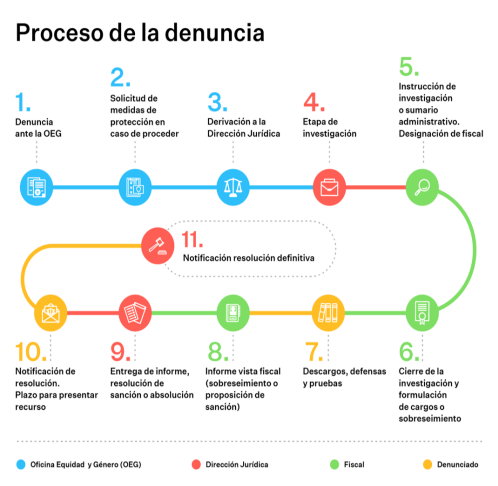 Proceso de la denuncia
1.
Denuncia
ante la OEG
2.
Solicitud de
medidas de
protección en
caso de proceder
3.
Derivación a la
Dirección Jurídica
4.
Etapa de
investigación
5.
Instrucción de
investigación
o sumario
administrativo.
Designación de fiscal
11.
Notificación resolución definitiva
10.
Notificación de
resolución.
Plazo para presentar
recurso
9.
Entrega de informe,
resolución de
sanción o absolución
8.
Informe vista fiscal
(sobreseimiento o
proposición de
sanción)
7.
Descargos, defensas
y pruebas
6.
Cierre de la
investigación y
formulación
de cargos o
sobreseimiento
Oficina Equidad y Género (OEG)
Dirección Jurídica
Fiscal
Denunciado